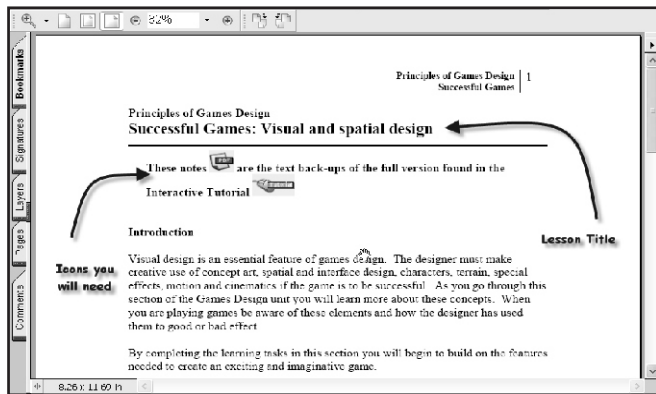 82%
Bookmarks
Signatures
Layers
Pages
Comments
Principles of Games Design 1
Successful Games
Principles of Games Design
Successful Games: Visual and spatial design
These notes are the text back-ups of the full version found in the
Interactive Tutorial
Lesson Title
Introduction
Icons you
will need
Visual design is an essential feature of games design. The designer must make
creative use of concept art, spatial and interface design, characters, terrain, special
effects, motion and cinematics if the game is to be successful. As you go through this
section of the Games Design unit you will learn more about these concepts. When
you are playing games be aware of these elements and how the designer has used
them to good or bad effect
By completing the learning tasks in this section you will begin to build on the features
needed to create an exciting and imaginative game.
8.26 x 11.69 in